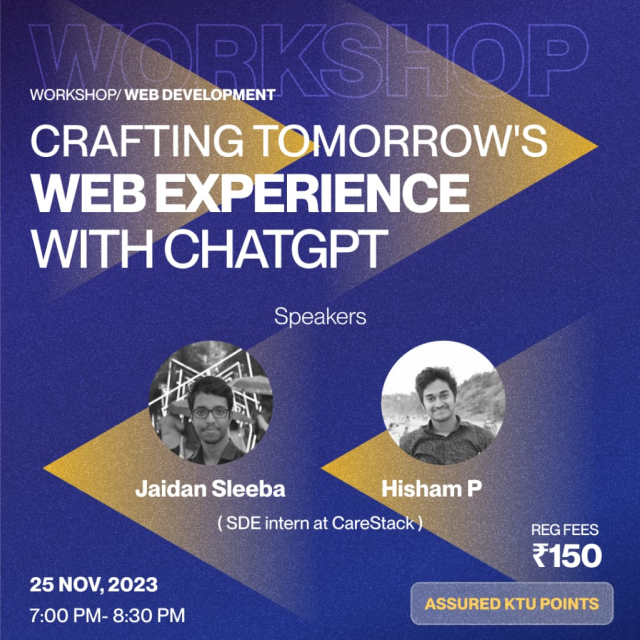 WORKSHOP
WORKSHOP/ WEB DEVELOPMENT
CRAFTING TOMORROW'S
WEB EXPERIENCE
WITH CHATGPT
Speakers
Jaidan Sleeba
Hisham P
( SDE intern at CareStack )
REG FEES
₹150
25 NOV, 2023
7:00 PM- 8:30 PM
ASSURED KTU POINTS